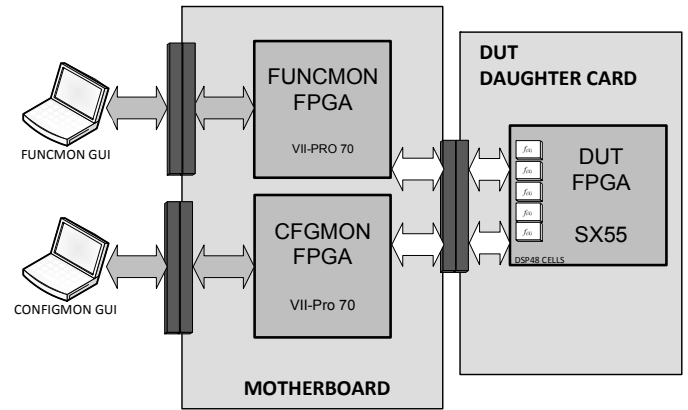 FUNCMON GUI
CONFIGMON GUI
FUNCMON
FPGA
VII-PRO 70
CFGMON
FPGA
VII-Pro 70
MOTHERBOARD
DUT
DAUGHTER CARD
DUT
FPGA
SX55
DSP48 CELLS